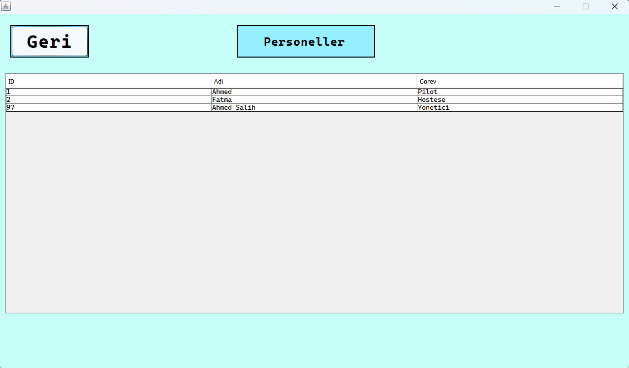 Geri Personeller
ID Adi Gorev
1 Ahmed Pilot
2 Fatma Hostese
97 Ahmed Salih Yonetici